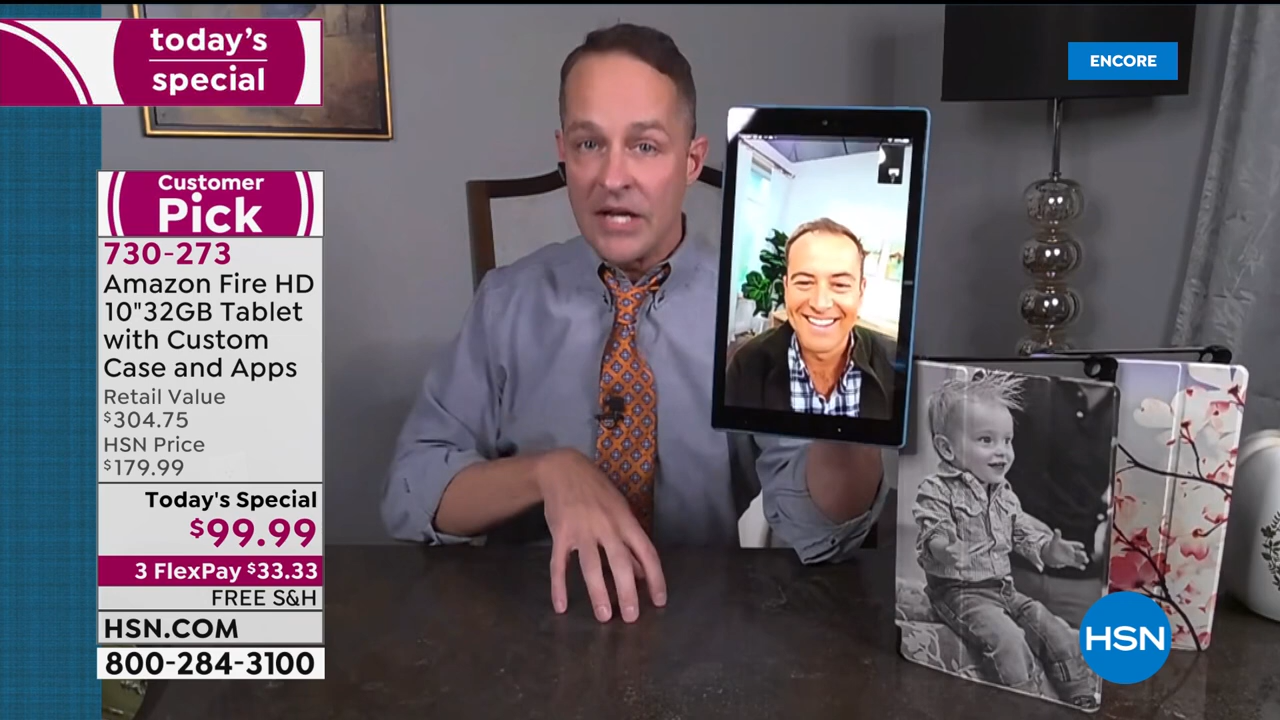 today's
special
ENCORE
Customer
Pick
730-273
Amazon Fire HD
10"32GB Tablet
with Custom
Case and Apps
Retail Value
$304.75
HSN Price
$179.99
Today's Special
$99.99
3 FlexPay $33.33
FREE S&H
HSN.COM
800-284-3100
HSN